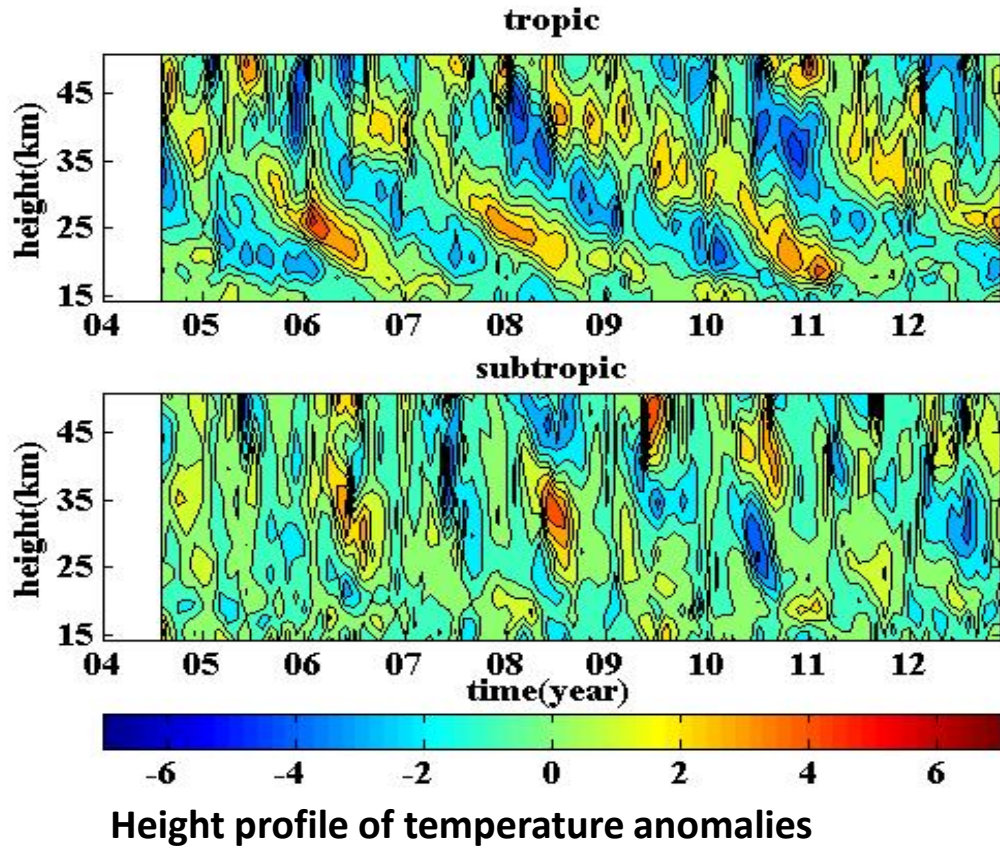 tropic
45
35
25
15
height(km)
04 05 06 07 08 09 10 11 12
subtropic
45
35
25
15
height(km)
04 05 06 07 08 09 10 11 12
time(year)
-6 -4 -2 0 2 4 6
Height profile of temperature anomalies